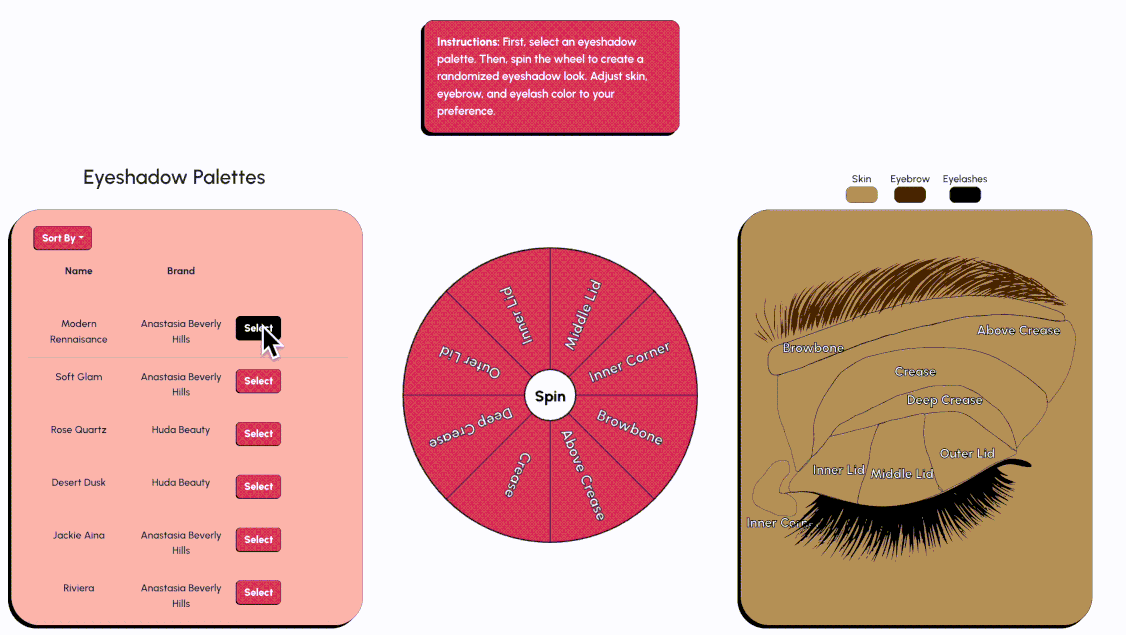 Instructions: First, select an eyeshadow
palette. Then, spin the wheel to create a
randomized eyeshadow look. Adjust skin,
eyebrow, and eyelash color to your
preference.
Eyeshadow Palettes
Sort By
Name Brand
Modern
Rennaisance
Anastasia Beverly
Hills
Select
Soft Glam
Anastasia Beverly
Hills
Select
Rose Quartz
Huda Beauty
Select
Desert Dusk
Huda Beauty
Select
Jackie Aina
Anastasia Beverly
Hills
Select
Riviera
Anastasia Beverly
Hills
Select
Inner Lid
Middle Lid
Inner Corner
Browbone
Above Crease
Crease
Deep Crease
Outer Lid
Spin
Skin Eyebrow Eyelashes
Above Crease
Browbone
Crease
Deep Crease
Outer Lid
Inner Lid
Middle Lid
Inner Corner